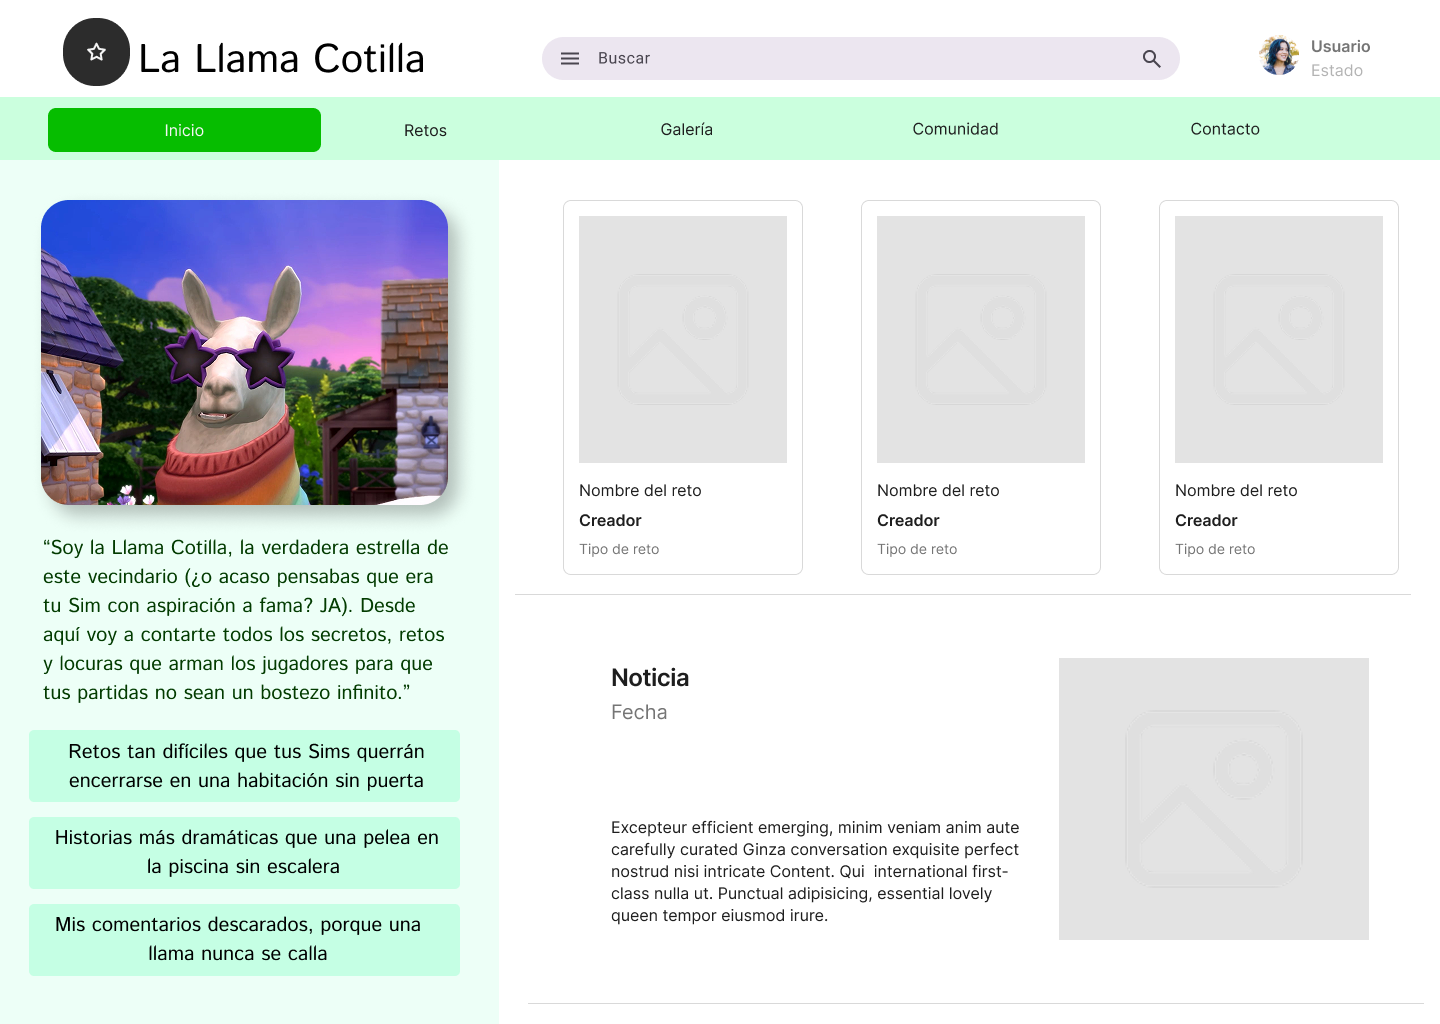 La Llama Cotilla
Buscar
Usuario
Estado
Inicio
Retos
Galería
Comunidad
Contacto
“Soy la Llama Cotilla, la verdadera estrella de
este vecindario (¿o acaso pensabas que era
tu Sim con aspiración a fama? JA). Desde
aquí voy a contarte todos los secretos, retos
y locuras que arman los jugadores para que
tus partidas no sean un bostezo infinito.”
Retos tan difíciles que tus Sims querrán
encerrarse en una habitación sin puerta
Historias más dramáticas que una pelea en
la piscina sin escalera
Mis comentarios descarados, porque una
llama nunca se calla
Nombre del reto
Creador
Tipo de reto
Nombre del reto
Creador
Tipo de reto
Nombre del reto
Creador
Tipo de reto
Noticia
Fecha
Excepteur efficient emerging, minim veniam anim aute
carefully curated Ginza conversation exquisite perfect
nostrud nisi intricate Content. Qui  international first-
class nulla ut. Punctual adipisicing, essential lovely
queen tempor eiusmod irure.